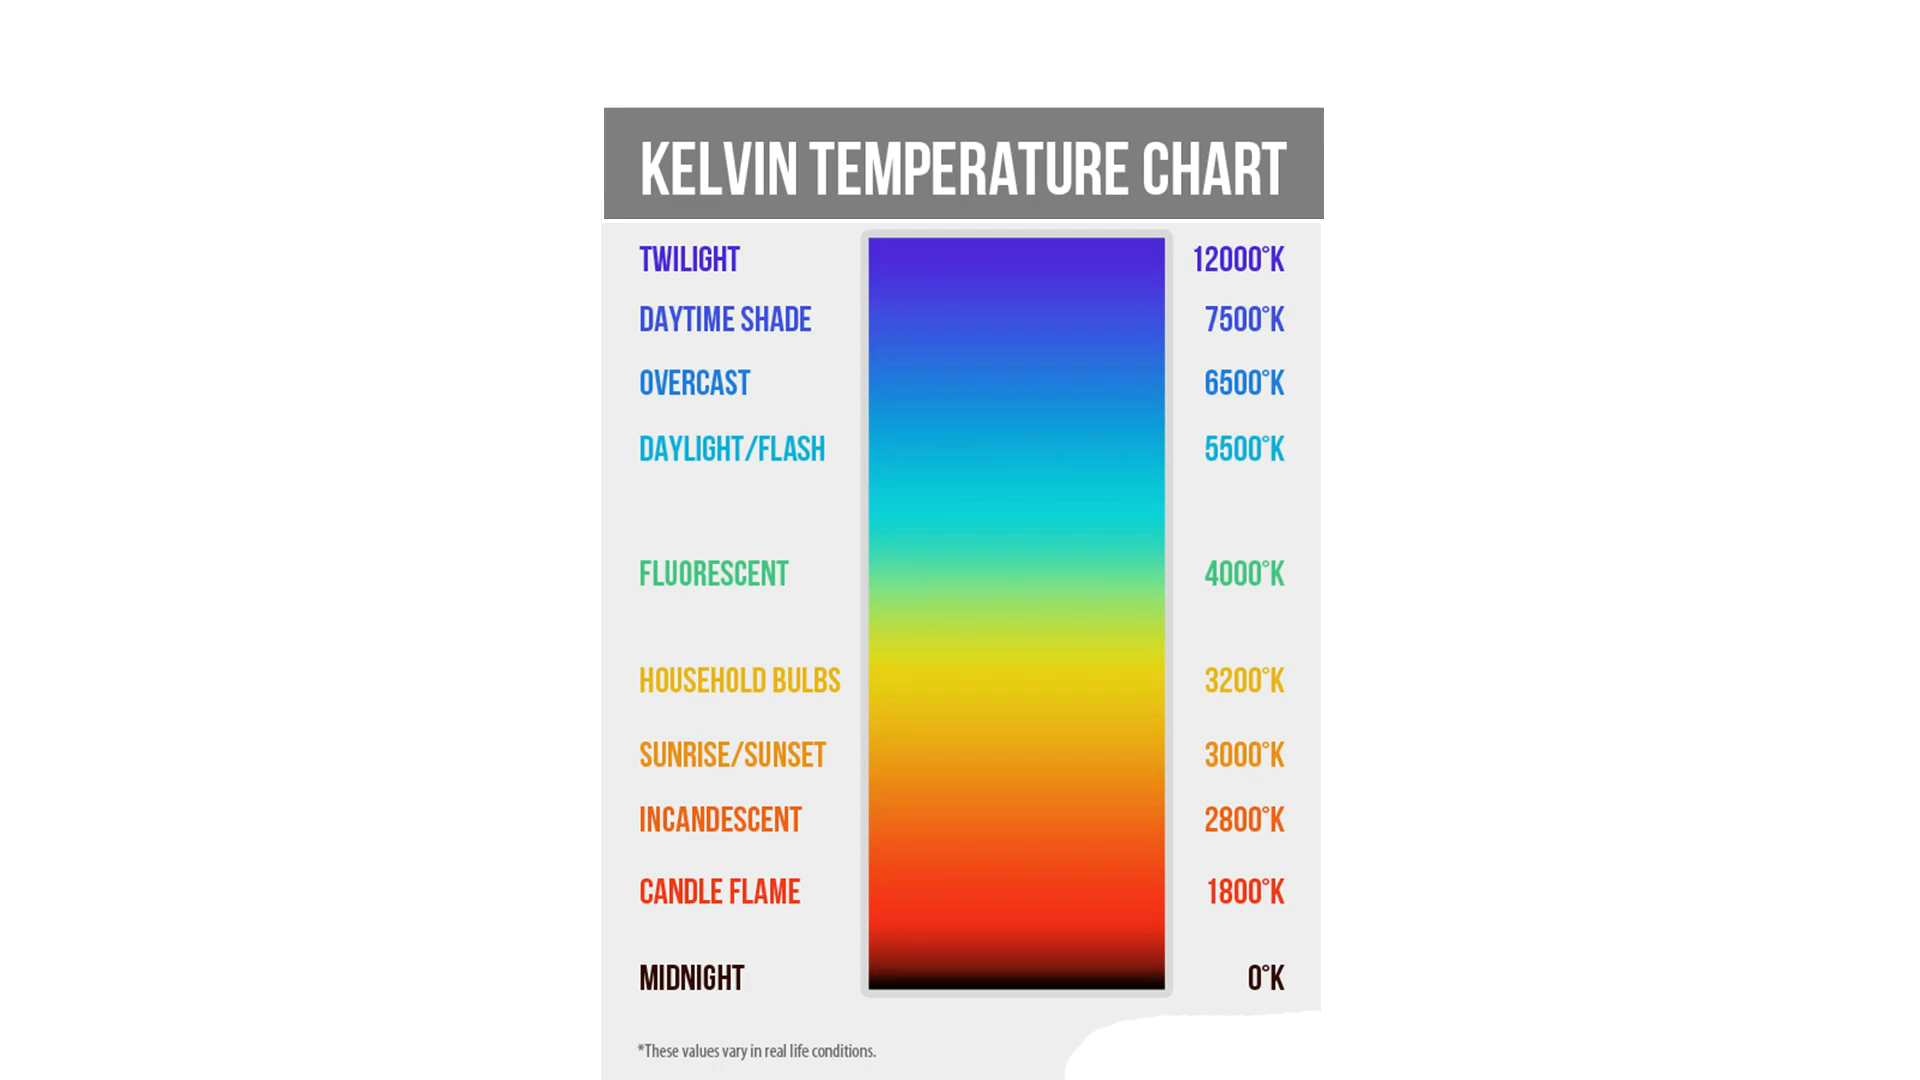 KELVIN TEMPERATURE CHART
TWILIGHT 12000°K
DAYTIME SHADE 7500°K
OVERCAST 6500°K
DAYLIGHT/FLASH 5500°K
FLUORESCENT 4000°K
HOUSEHOLD BULBS 3200°K
SUNRISE/SUNSET 3000°K
INCANDESCENT 2800°K
CANDLE FLAME 1800°K
MIDNIGHT 0°K
*These values vary in real life conditions.